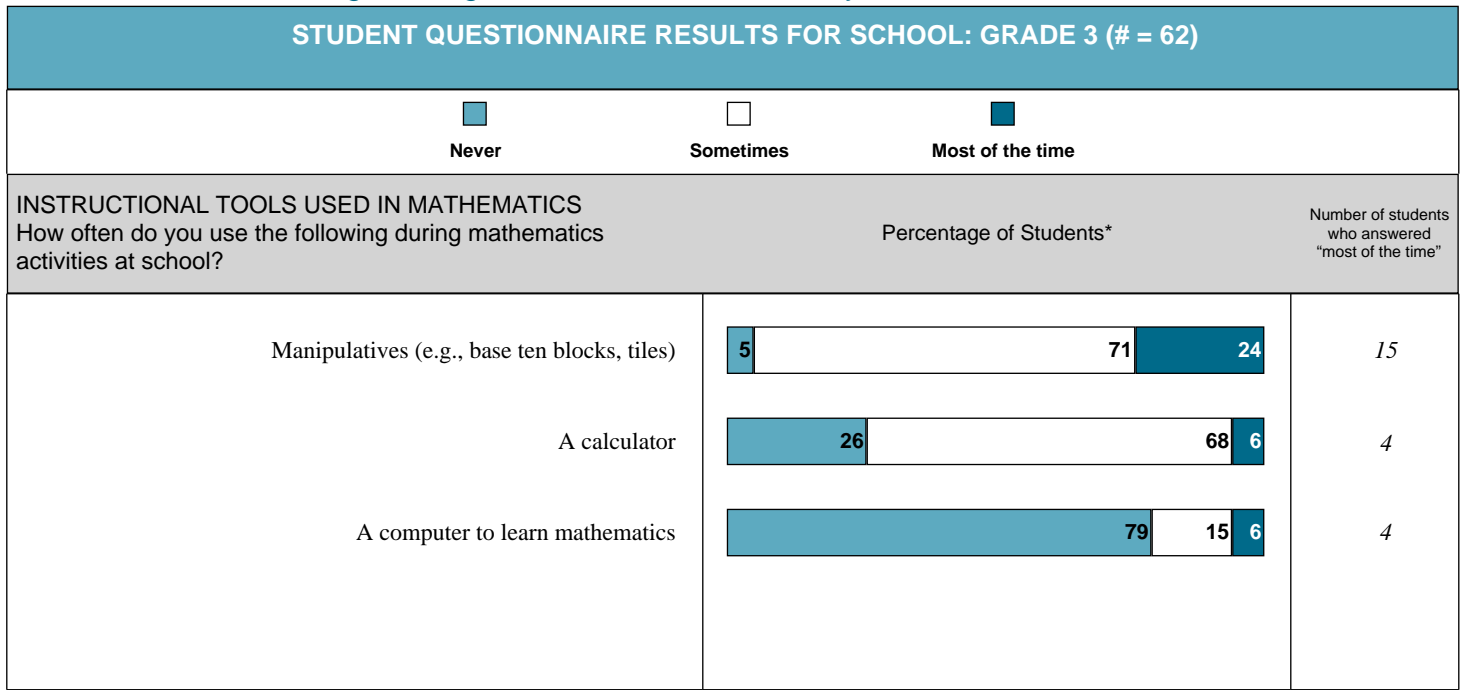 STUDENT QUESTIONNAIRE RESULTS FOR SCHOOL: GRADE 3 (# = 62)
Never
Sometimes
Most of the time
INSTRUCTIONAL TOOLS USED IN MATHEMATICS
How often do you use the following during mathematics
activities at school?
Percentage of Students*
Number of students
who answered
“most of the time”
Manipulatives (e.g., base ten blocks, tiles)
5 71 24
15
A calculator
26 68 6
4
A computer to learn mathematics
79 15 6
4